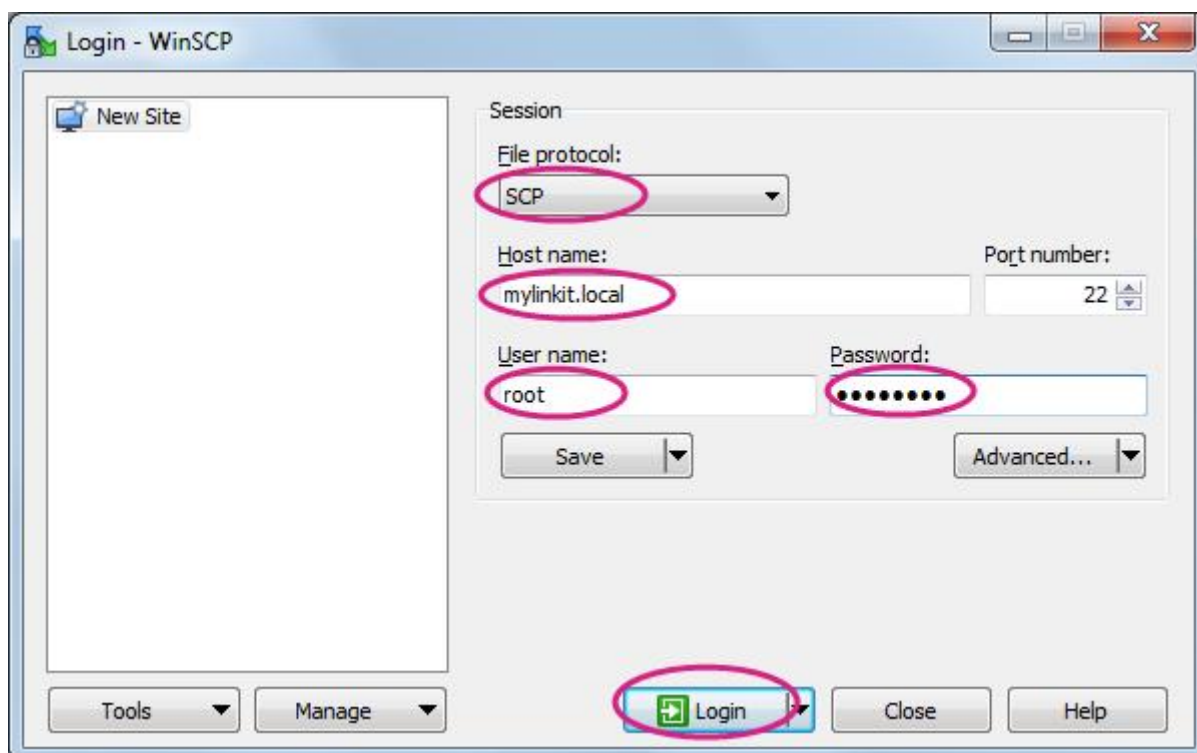 Login - WinSCP
New Site
Session
File protocol:
SCP
Host name:
Port number:
mylinkit.local
22
User name:
Password:
root
••••••••
Save
Advanced...
Tools
Manage
Login
Close
Help